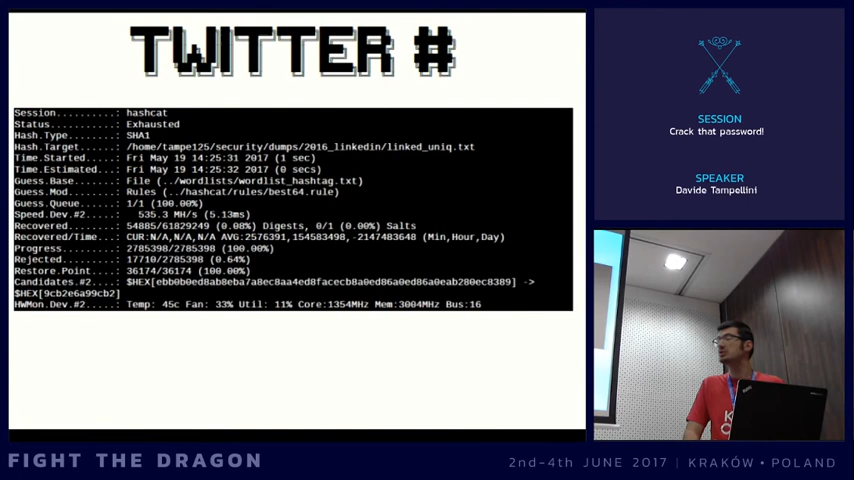 TWITTER #
Session..........: hashcat
Status...........: Exhausted
Hash.Type........: SHA1
Hash.Target......: /home/tampe125/security/dumps/2016_linkedin/linked_uniq.txt
Time.Started.....: Fri May 19 14:25:31 2017 (1 sec)
Time.Estimated...: Fri May 19 14:25:32 2017 (0 secs)
Guess.Base.......: File (../wordlists/wordlist_hashtag.txt)
Guess.Mod........: Rules (../hashcat/rules/best64.rule)
Guess.Queue......: 1/1 (100.00%)
Speed.Dev.#2.....:   535.3 MH/s (5.13ms)
Recovered........: 54885/61829249 (0.08%) Digests, 0/1 (0.00%) Salts
Recovered/Time...: CUR:N/A,N/A,N/A AVG:2576391,154583498,-2147483648 (Min,Hour,Day)
Progress.........: 2785398/2785398 (100.00%)
Rejected.........: 17710/2785398 (0.64%)
Restore.Point....: 36174/36174 (100.00%)
Candidates.#2....: $HEX[ebb0b0ed8ab8eba7a8ec8aa4ed8facecb8a0ed86a0ed86a0eab280ec8389] ->
$HEX[9cb2e6a99cb2]
HWMon.Dev.#2.....: Temp: 45c Fan: 33% Util: 11% Core:1354MHz Mem:3004MHz Bus:16
SESSION
Crack that password!
SPEAKER
Davide Tampellini
FIGHT THE DRAGON
2nd-4th JUNE 2017 | KRAKÓW • POLAND